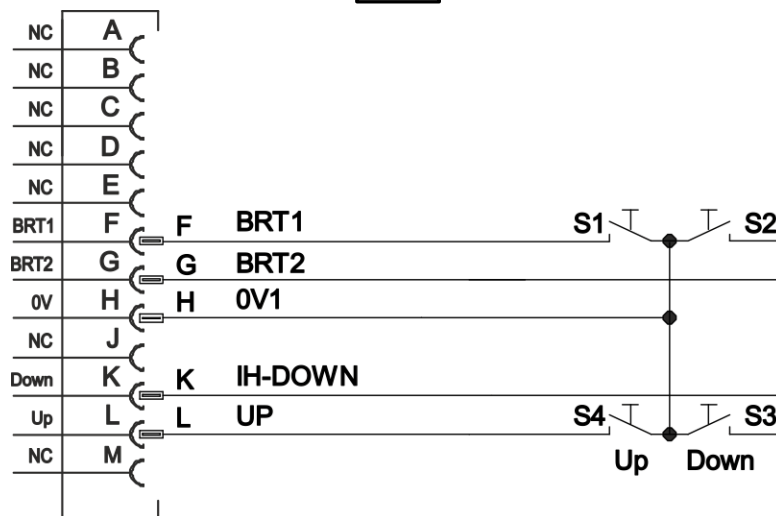 NC A
NC B
NC C
NC D
NC E
BRT1 F F BRT1 S1 S2
BRT2 G G BRT2
0V H H 0V1
NC J
Down K K IH-DOWN
Up L L UP S4 S3
NC M Up Down